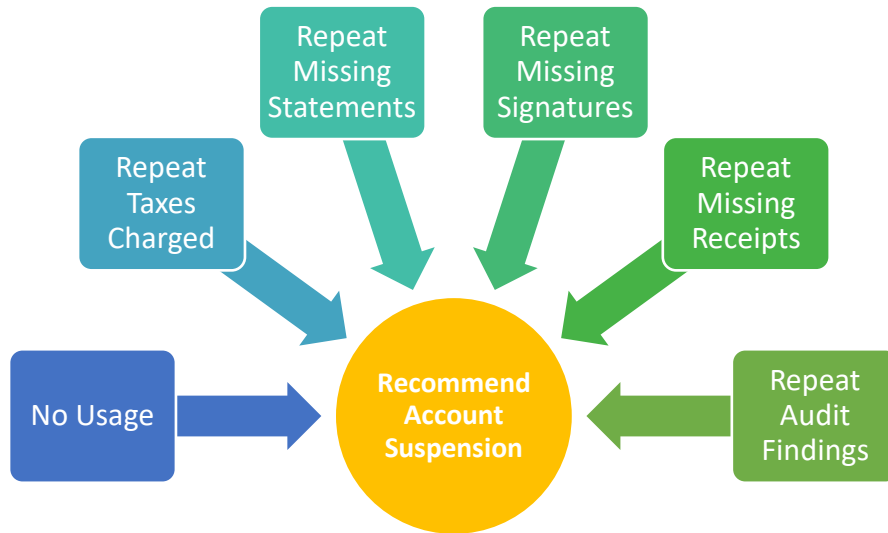 No Usage
Repeat
Taxes
Charged
Repeat
Missing
Statements
Repeat
Missing
Signatures
Repeat
Missing
Receipts
Repeat
Audit
Findings
Recommend
Account
Suspension